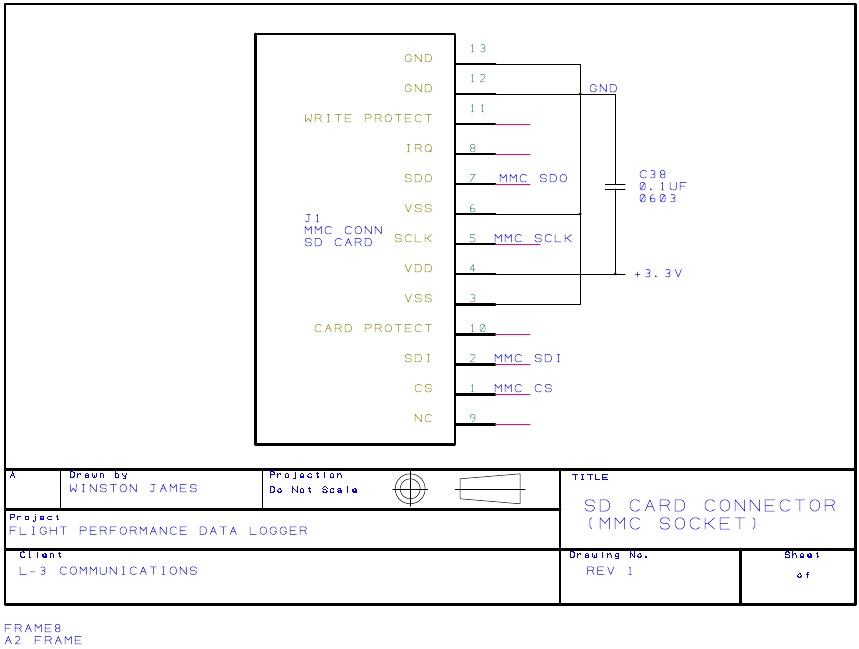 13
GND
12
GND
GND
11
WRITE PROTECT
IRQ 8
C38
SDO 7 MMC SDO
0.1UF
0603
VSS 6
J1
MMC CONN
SD CARD
SCLK 5 MMC SCLK
VDD 4
+3.3V
VSS 3
CARD PROTECT 10
SDI 2 MMC SDI
CS 1 MMC CS
NC 9
A
Drawn by
WINSTON JAMES
Projection
Do Not Scale
TITLE
SD CARD CONNECTOR
(MMC SOCKET)
Project
FLIGHT PERFORMANCE DATA LOGGER
Client
L-3 COMMUNICATIONS
Drawing No.
REV 1
Sheet
of
FRAME8
A2 FRAME